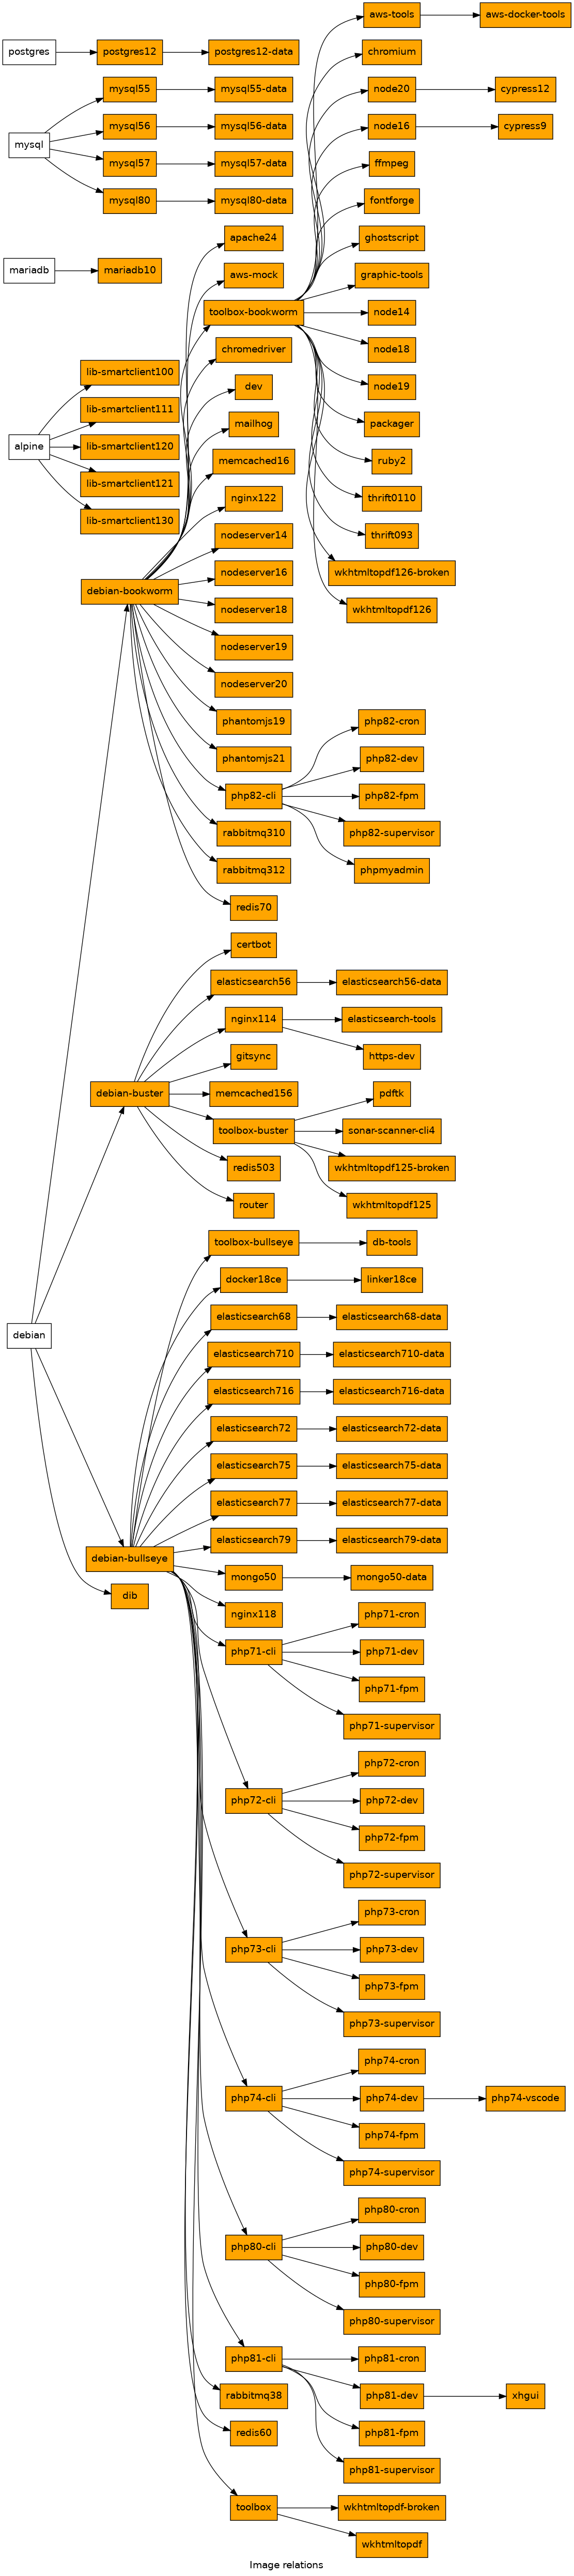 postgres
postgres12
postgres12-data
mysql
mysql55
mysql55-data
mysql56
mysql56-data
mysql57
mysql57-data
mysql80
mysql80-data
mariadb
mariadb10
alpine
lib-smartclient100
lib-smartclient111
lib-smartclient120
lib-smartclient121
lib-smartclient130
debian
debian-bookworm
apache24
aws-mock
toolbox-bookworm
aws-tools
aws-docker-tools
chromium
node20
cypress12
node16
cypress9
ffmpeg
fontforge
ghostscript
graphic-tools
node14
node18
node19
packager
ruby2
thrift0110
thrift093
wkhtmltopdf126-broken
wkhtmltopdf126
chromedriver
dev
mailhog
memcached16
nginx122
nodeserver14
nodeserver16
nodeserver18
nodeserver19
nodeserver20
phantomjs19
phantomjs21
php82-cli
php82-cron
php82-dev
php82-fpm
php82-supervisor
phpmyadmin
rabbitmq310
rabbitmq312
redis70
debian-buster
certbot
elasticsearch56
elasticsearch56-data
nginx114
elasticsearch-tools
https-dev
gitsync
memcached156
toolbox-buster
pdftk
sonar-scanner-cli4
wkhtmltopdf125-broken
wkhtmltopdf125
redis503
router
debian-bullseye
toolbox-bullseye
db-tools
docker18ce
linker18ce
elasticsearch68
elasticsearch68-data
elasticsearch710
elasticsearch710-data
elasticsearch716
elasticsearch716-data
elasticsearch72
elasticsearch72-data
elasticsearch75
elasticsearch75-data
elasticsearch77
elasticsearch77-data
elasticsearch79
elasticsearch79-data
mongo50
mongo50-data
nginx118
php71-cli
php71-cron
php71-dev
php71-fpm
php71-supervisor
php72-cli
php72-cron
php72-dev
php72-fpm
php72-supervisor
php73-cli
php73-cron
php73-dev
php73-fpm
php73-supervisor
php74-cli
php74-cron
php74-dev
php74-vscode
php74-fpm
php74-supervisor
php80-cli
php80-cron
php80-dev
php80-fpm
php80-supervisor
php81-cli
php81-cron
php81-dev
xhgui
php81-fpm
php81-supervisor
rabbitmq38
redis60
toolbox
wkhtmltopdf-broken
wkhtmltopdf
dib
Image relations